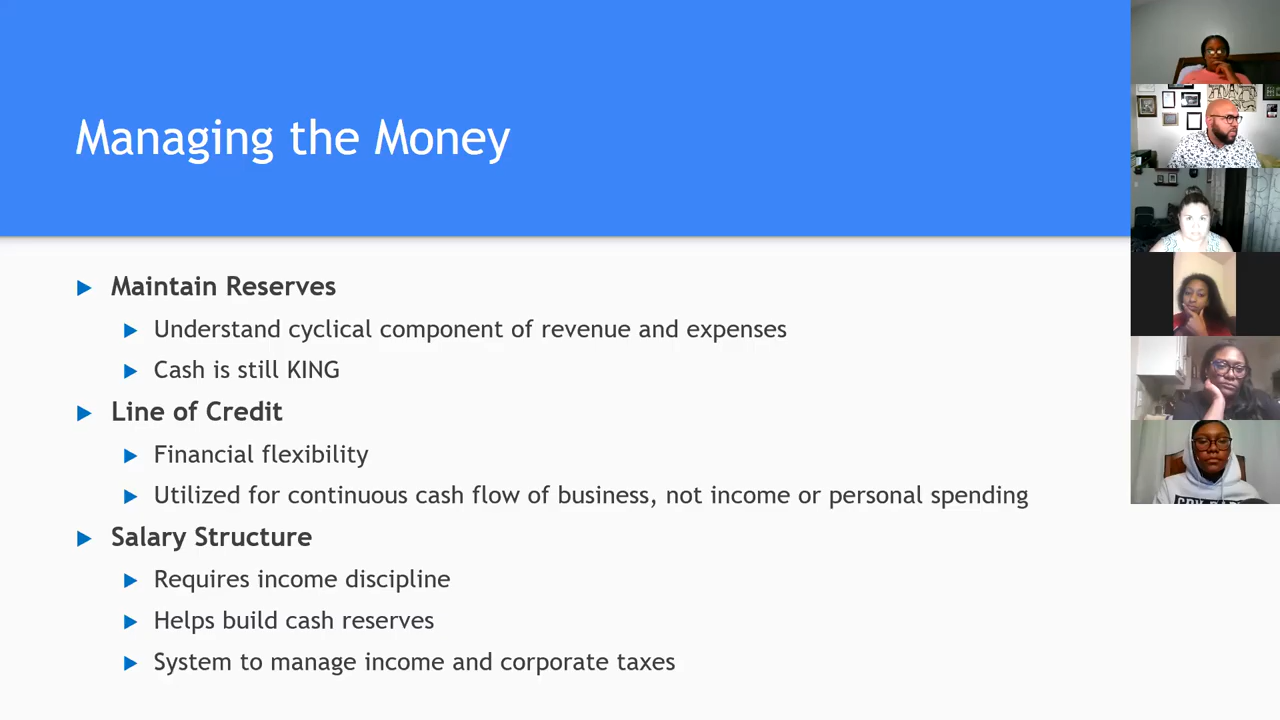 Managing the Money
Maintain Reserves
Understand cyclical component of revenue and expenses
Cash is still KING
Line of Credit
Financial flexibility
Utilized for continuous cash flow of business, not income or personal spending
Salary Structure
Requires income discipline
Helps build cash reserves
System to manage income and corporate taxes